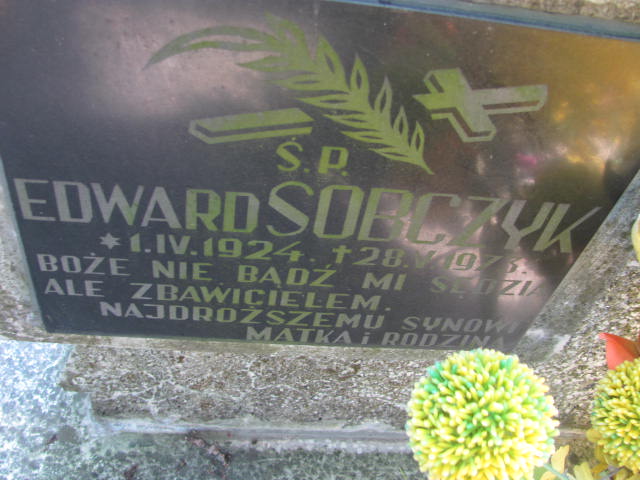 Ś.P.
EDWARD SOBCZYK
*1.IV.1924. †28.V.1973.
BOŻE NIE BĄDŹ MI SĘDZIĄ
ALE ZBAWICIELEM.
NAJDROŻSZEMU SYNOWI
MATKA i RODZINA